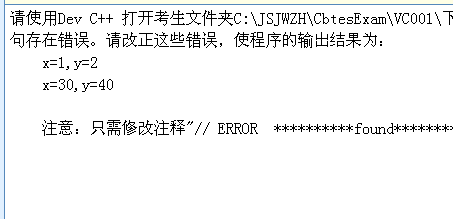 请使用Dev C++ 打开考生文件夹C:\JSJWZH\CbtesExam\VC001\下
句存在错误。请改正这些错误，使程序的输出结果为：
x=1,y=2
x=30,y=40
注意：只需修改注释"// ERROR  **********found********